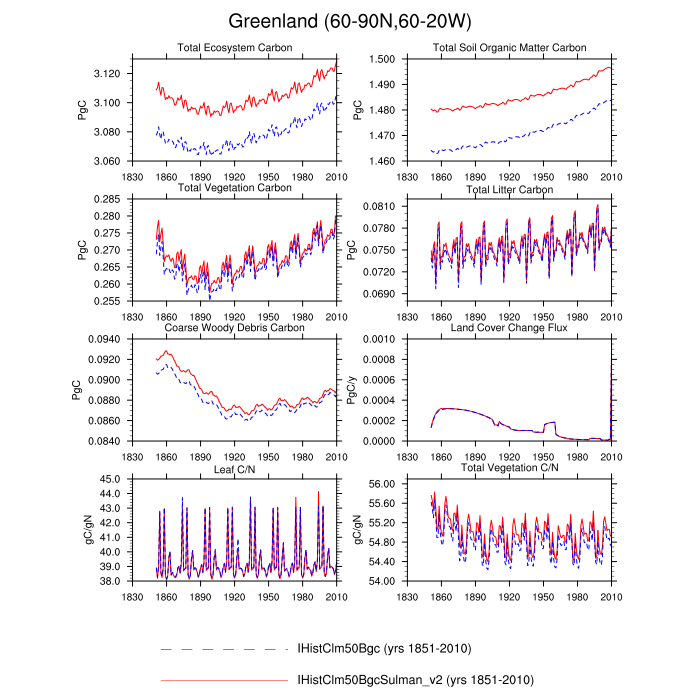 Greenland (60-90N,60-20W)
Total Ecosystem Carbon
PgC
3.120
3.100
3.080
3.060
1830 1860 1890 1920 1950 1980 2010
Total Soil Organic Matter Carbon
PgC
1.500
1.490
1.480
1.470
1.460
1830 1860 1890 1920 1950 1980 2010
Total Vegetation Carbon
PgC
0.285
0.280
0.275
0.270
0.265
0.260
0.255
1830 1860 1890 1920 1950 1980 2010
Total Litter Carbon
PgC
0.0810
0.0780
0.0750
0.0720
0.0690
1830 1860 1890 1920 1950 1980 2010
Coarse Woody Debris Carbon
PgC
0.0940
0.0920
0.0900
0.0880
0.0860
0.0840
1830 1860 1890 1920 1950 1980 2010
Land Cover Change Flux
PgC/y
0.0010
0.0008
0.0006
0.0004
0.0002
0.0000
1830 1860 1890 1920 1950 1980 2010
Leaf C/N
gC/gN
45.0
44.0
43.0
42.0
41.0
40.0
39.0
38.0
1830 1860 1890 1920 1950 1980 2010
Total Vegetation C/N
gC/gN
56.00
55.60
55.20
54.80
54.40
54.00
1830 1860 1890 1920 1950 1980 2010
IHistClm50Bgc (yrs 1851-2010)
IHistClm50BgcSulman_v2 (yrs 1851-2010)